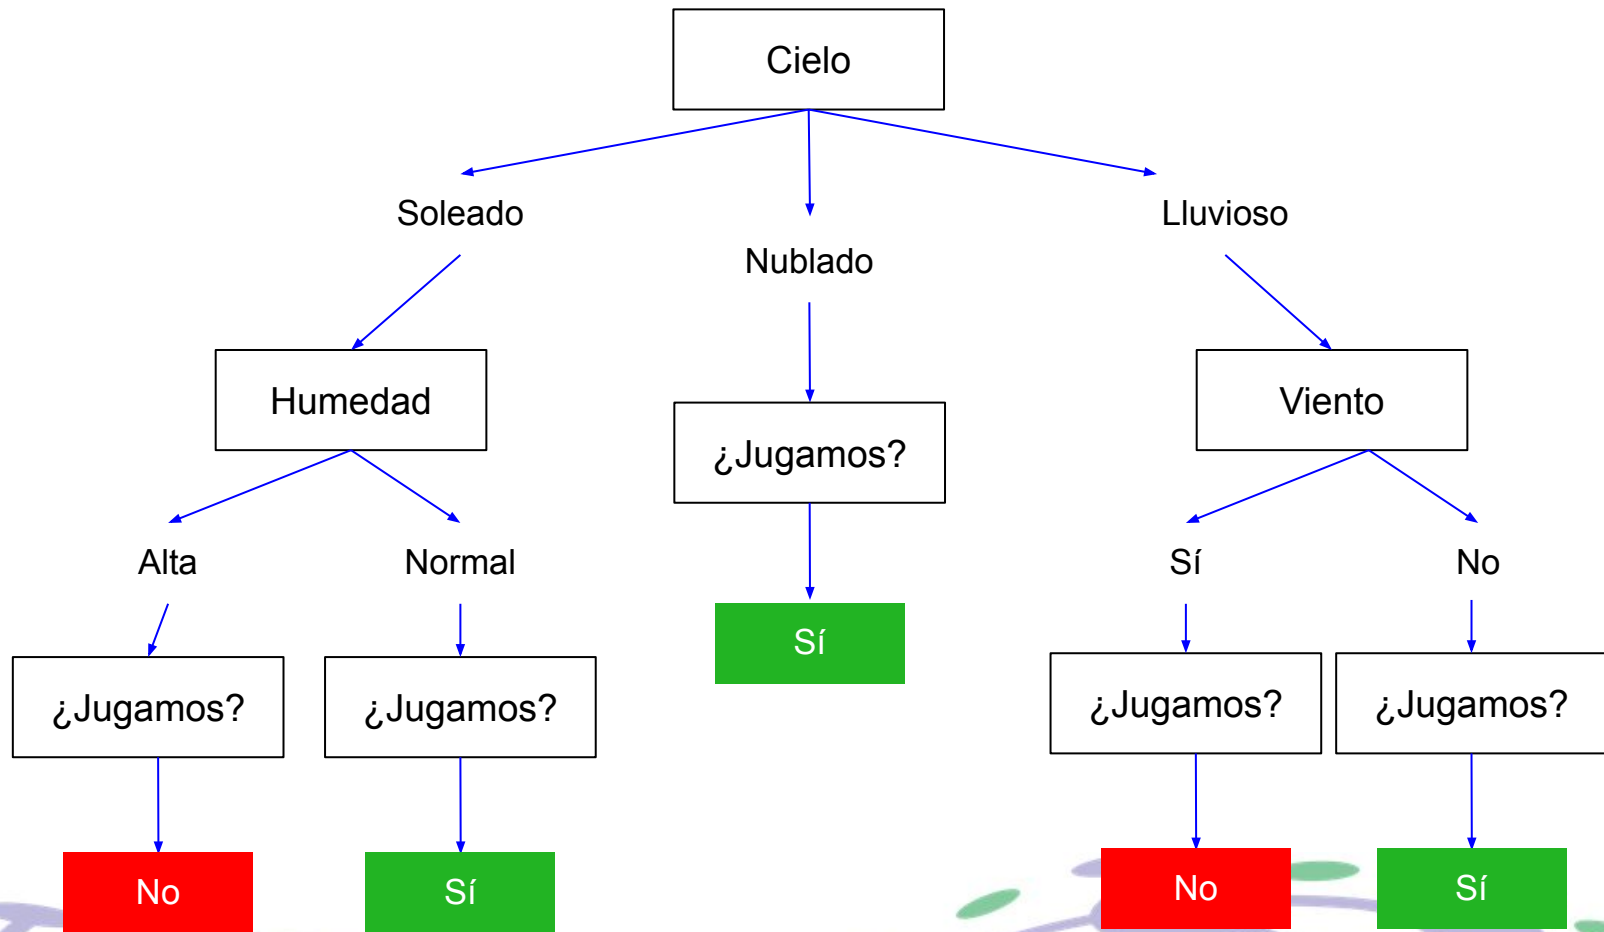 Cielo
Soleado
Nublado
Lluvioso
Humedad
¿Jugamos?
Viento
Alta
Normal
Sí
Sí
No
¿Jugamos?
¿Jugamos?
¿Jugamos?
¿Jugamos?
No
Sí
No
Sí